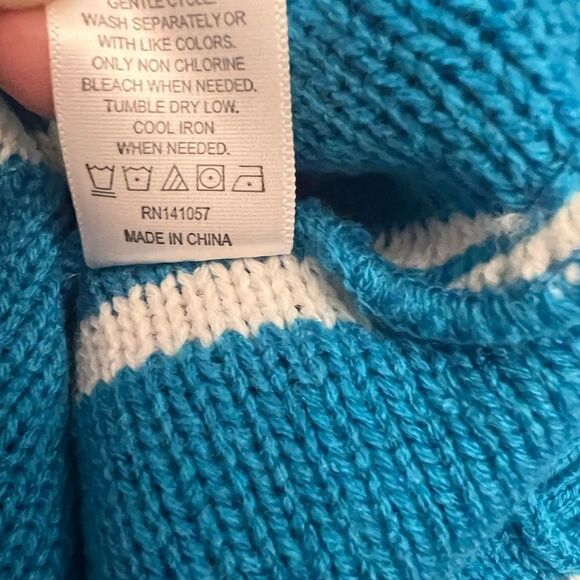 GENTLE CYCLE.
WASH SEPARATELY OR
WITH LIKE COLORS.
ONLY NON CHLORINE
BLEACH WHEN NEEDED.
TUMBLE DRY LOW.
COOL IRON
WHEN NEEDED.
RN141057
MADE IN CHINA